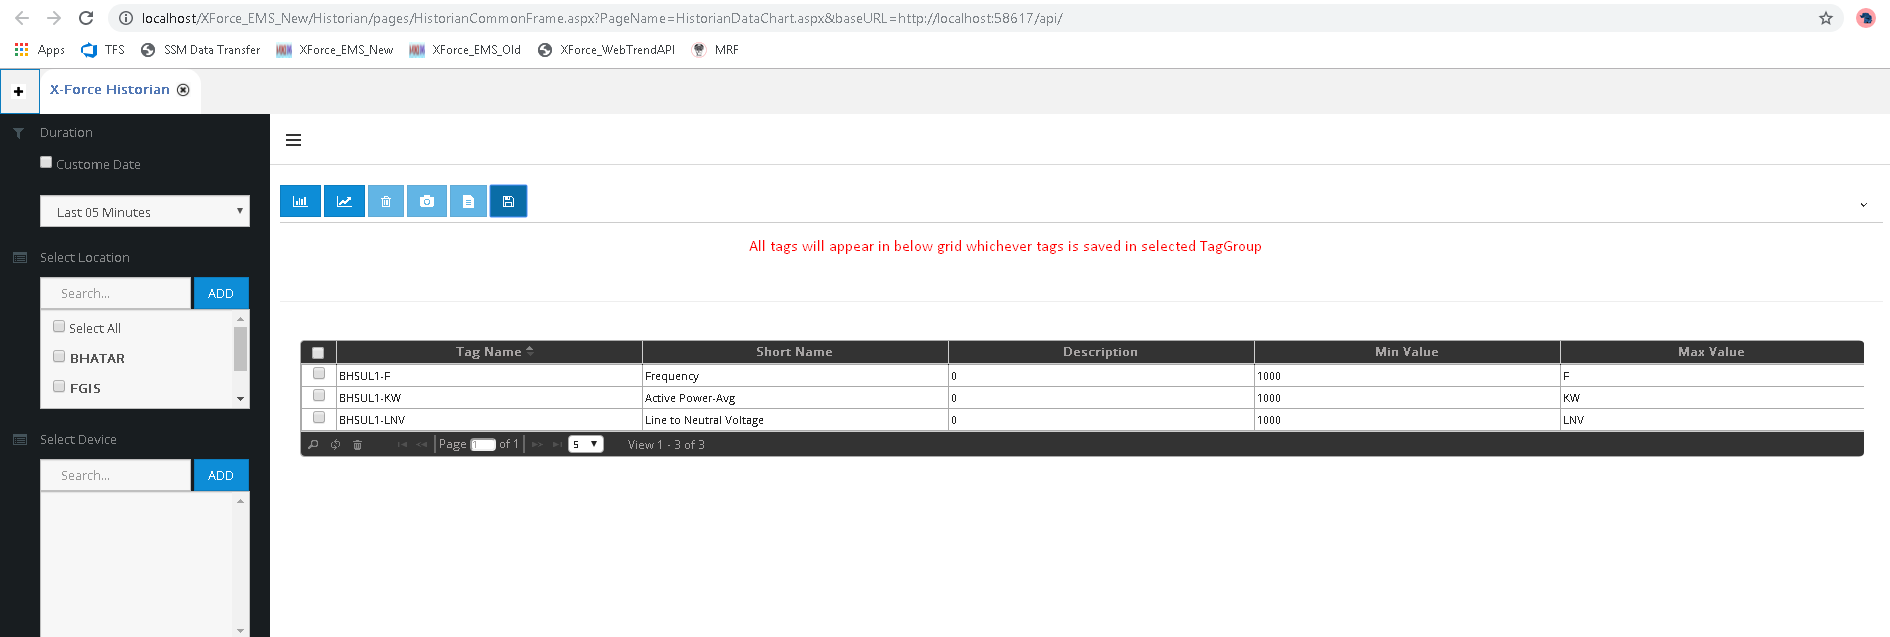 localhost/XForce_EMS_New/Historian/pages/HistorianCommonFrame.aspx?PageName=HistorianDataChart.aspx&baseURL=http://localhost:58617/api/
Apps TFS SSM Data Transfer XForce_EMS_New XForce_EMS_Old XForce_WebTrendAPI MRF
+ X-Force Historian
Duration
Custome Date
Last 05 Minutes
All tags will appear in below grid whichever tags is saved in selected TagGroup
Select Location
Search... ADD
Select All
BHATAR
FGIS
Select Device
Search... ADD
Tag Name Short Name Description Min Value Max Value
BHSUL1-F Frequency 0 1000 F
BHSUL1-KW Active Power-Avg 0 1000 KW
BHSUL1-LNV Line to Neutral Voltage 0 1000 LNV
Page of 1 5 View 1 - 3 of 3